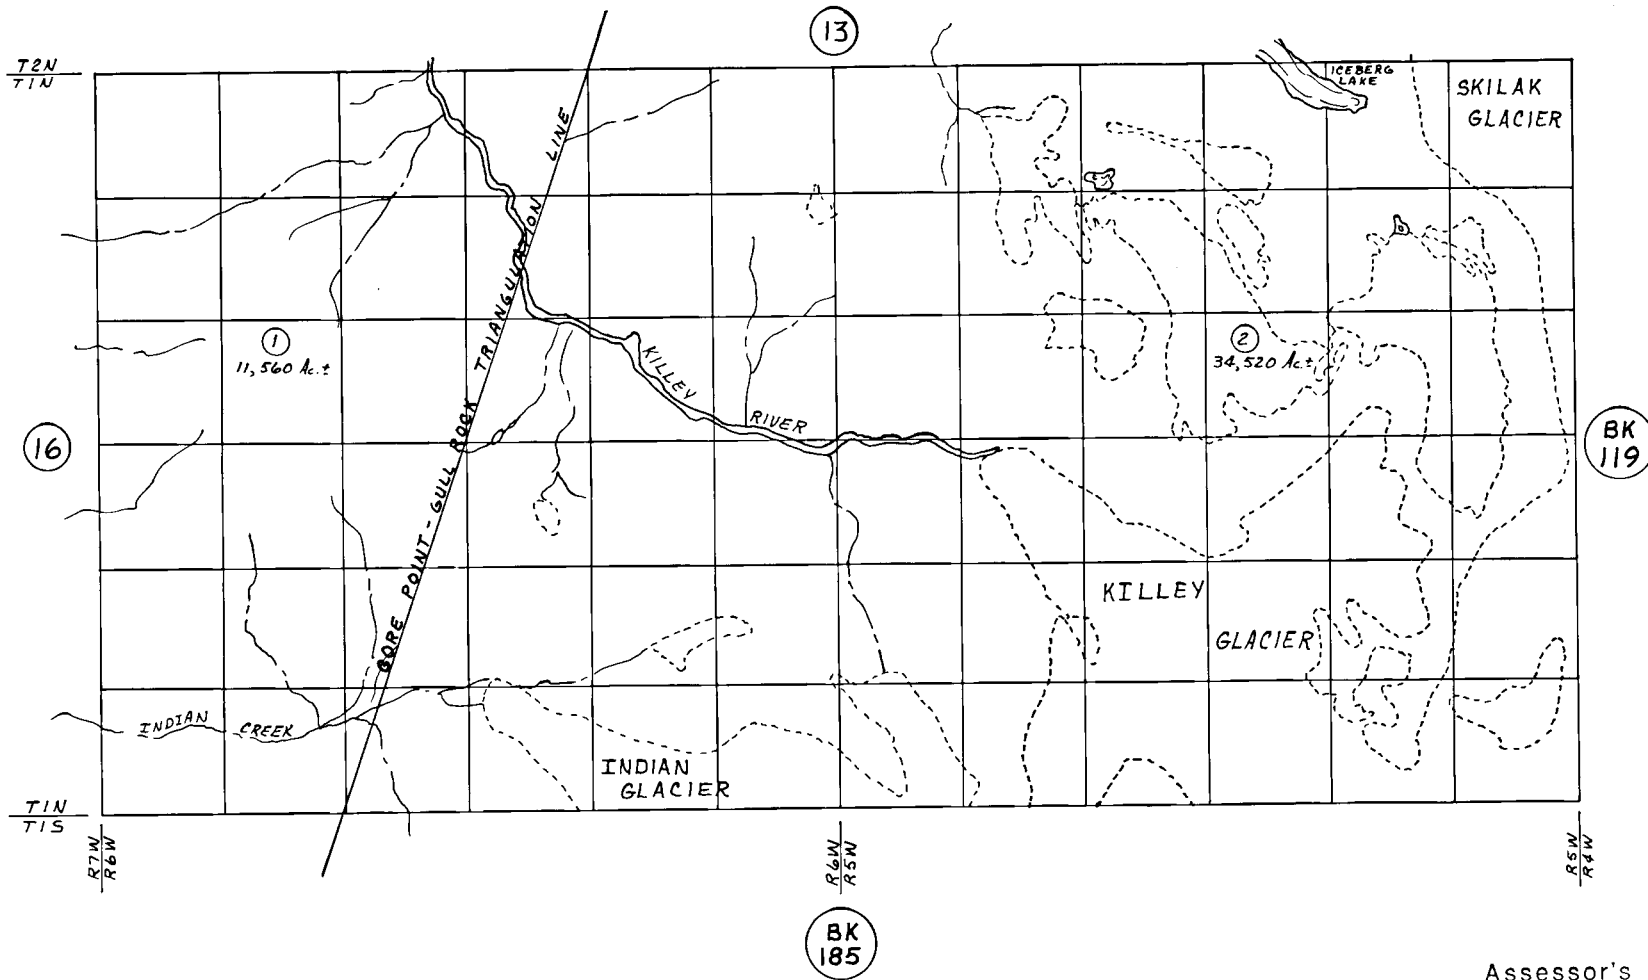 13
T2N
T1N
ICEBERG
LAKE
SKILAK
GLACIER
GORE POINT - GULL ROCK TRIANGULATION LINE
1
11,560 Ac.±
2
34,520 Ac.±
KILLEY
RIVER
16
BK
119
KILLEY
GLACIER
INDIAN CREEK
INDIAN
GLACIER
T1N
T1S
R7W
R6W
R6W
R5W
R5W
R4W
BK
185
Assessor's